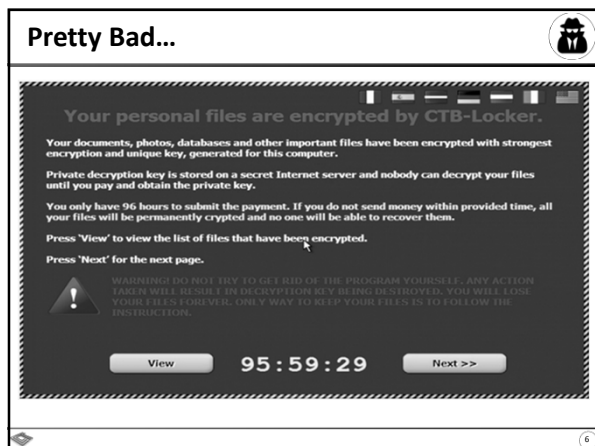 Pretty Bad...
Your personal files are encrypted by CTB-Locker.
Your documents, photos, databases and other important files have been encrypted with strongest
encryption and unique key, generated for this computer.
Private decryption key is stored on a secret Internet server and nobody can decrypt your files
until you pay and obtain the private key.
You only have 96 hours to submit the payment. If you do not send money within provided time, all
your files will be permanently crypted and no one will be able to recover them.
Press 'View' to view the list of files that have been encrypted.
Press 'Next' for the next page.
WARNING! DO NOT TRY TO GET RID OF THE PROGRAM YOURSELF. ANY ACTION
TAKEN WILL RESULT IN DECRYPTION KEY BEING DESTROYED. YOU WILL LOSE
YOUR FILES FOREVER. ONLY WAY TO KEEP YOUR FILES IS TO FOLLOW THE
INSTRUCTION.
View 95:59:29 Next >>
6